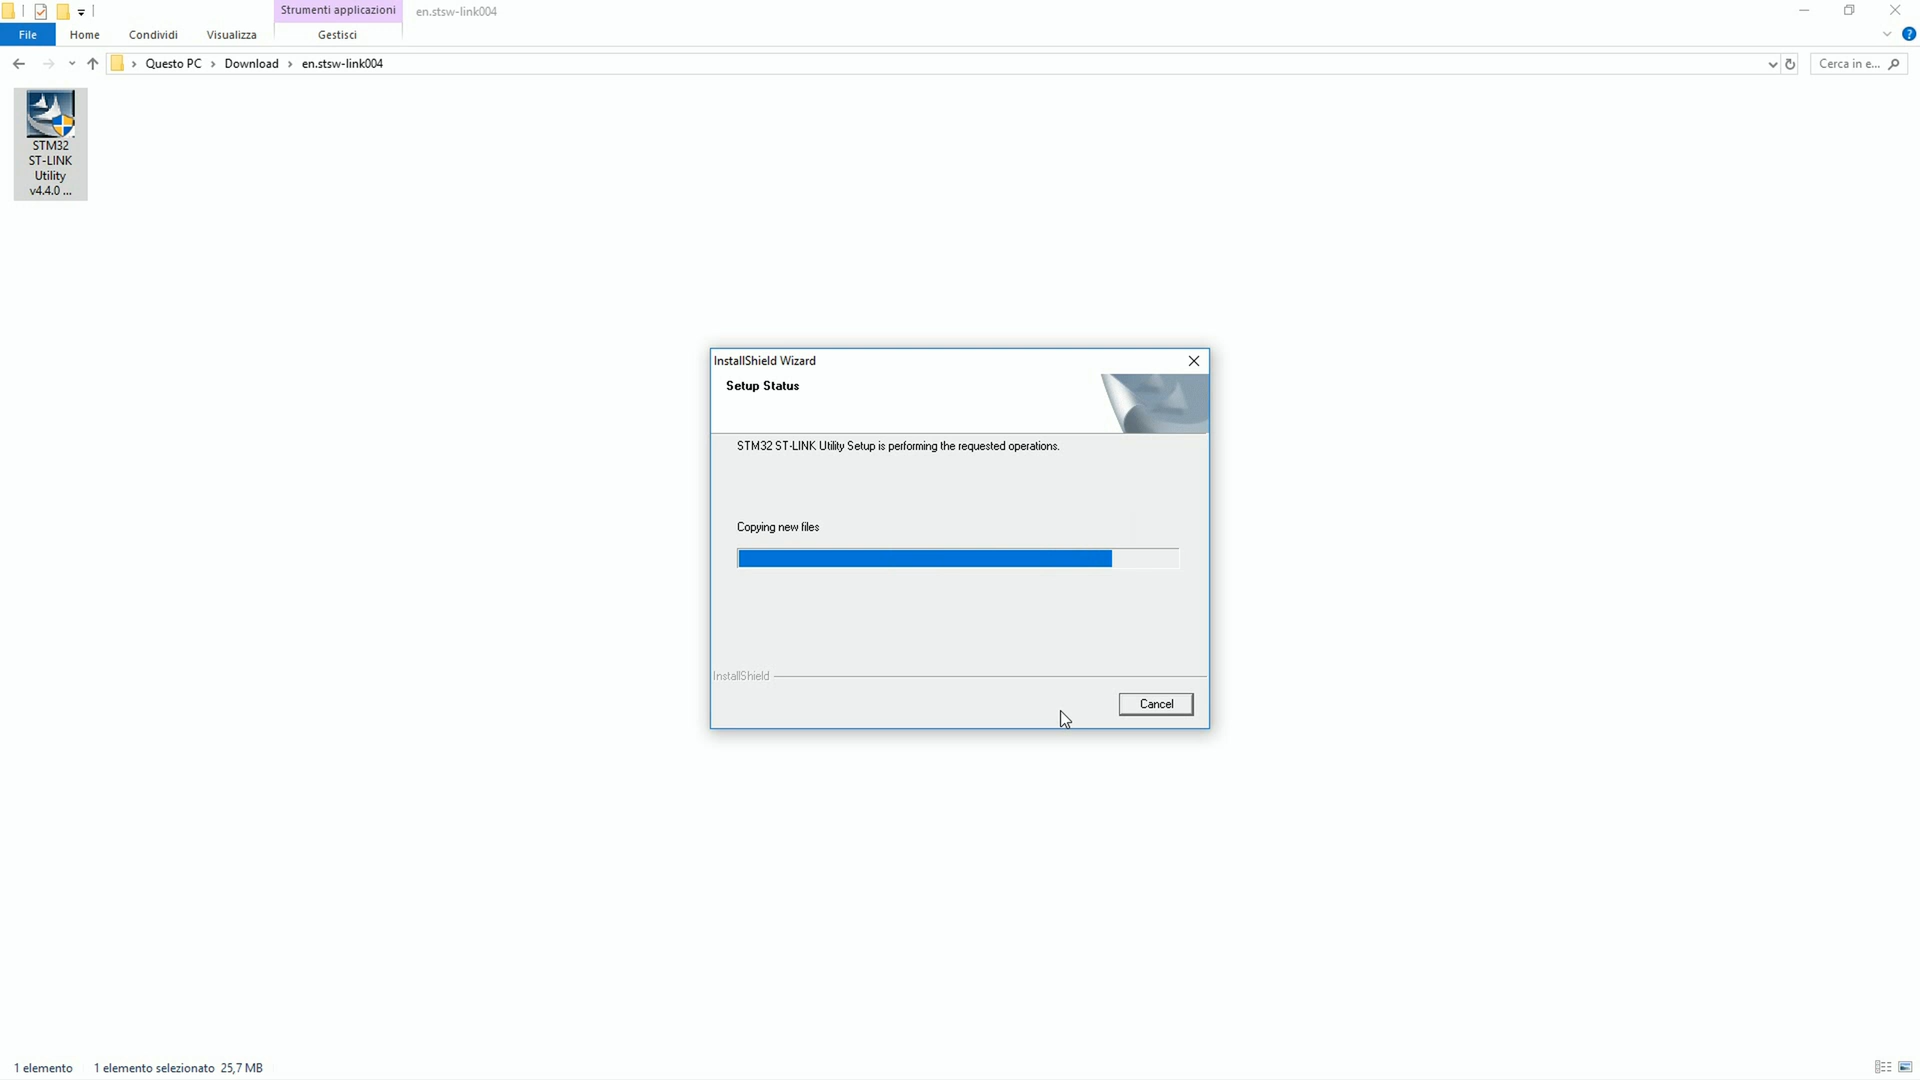 Strumenti applicazioni
en.stsw-link004
File
Home
Condividi
Visualizza
Gestisci
Questo PC
Download
en.stsw-link004
Cerca in e...
STM32
ST-LINK
Utility
v4.4.0 ...
InstallShield Wizard
Setup Status
STM32 ST-LINK Utility Setup is performing the requested operations.
Copying new files
InstallShield
Cancel
1 elemento
1 elemento selezionato 25,7 MB